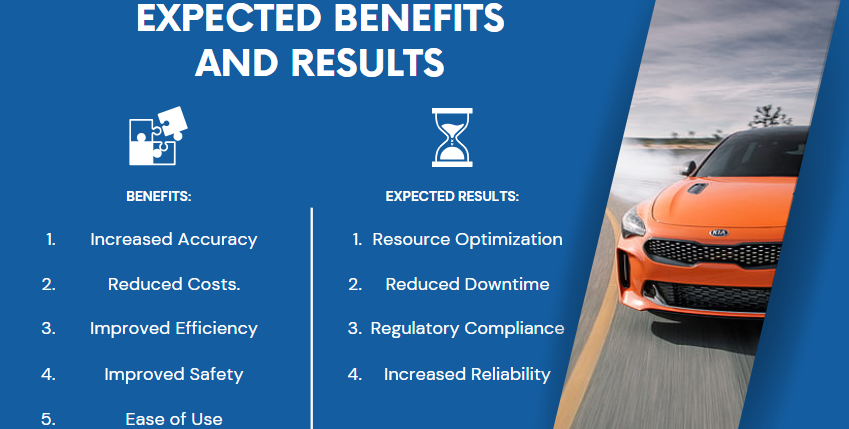 EXPECTED BENEFITS
AND RESULTS
BENEFITS:
1. Increased Accuracy
2. Reduced Costs.
3. Improved Efficiency
4. Improved Safety
5. Ease of Use
EXPECTED RESULTS:
1. Resource Optimization
2. Reduced Downtime
3. Regulatory Compliance
4. Increased Reliability
KIA